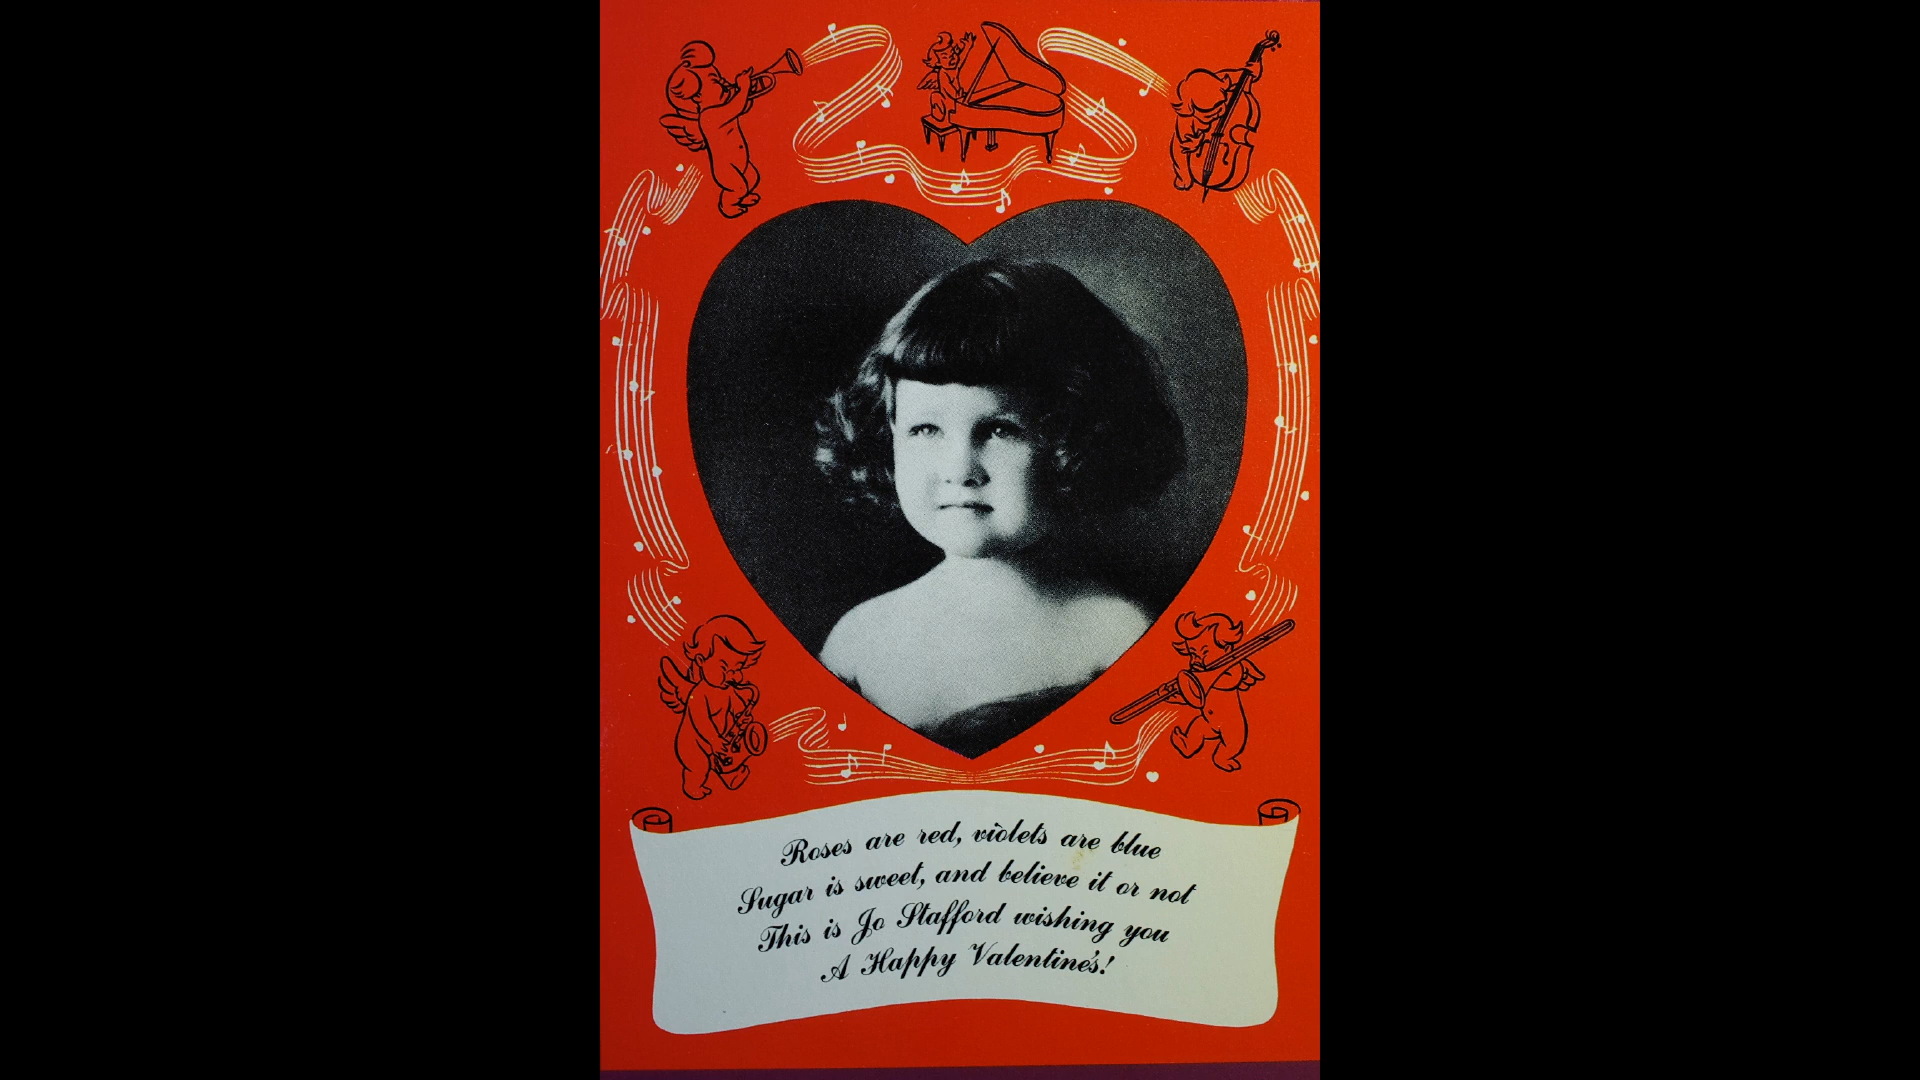 Roses are red, violets are blue
Sugar is sweet, and believe it or not
This is Jo Stafford wishing you
A Happy Valentine's!